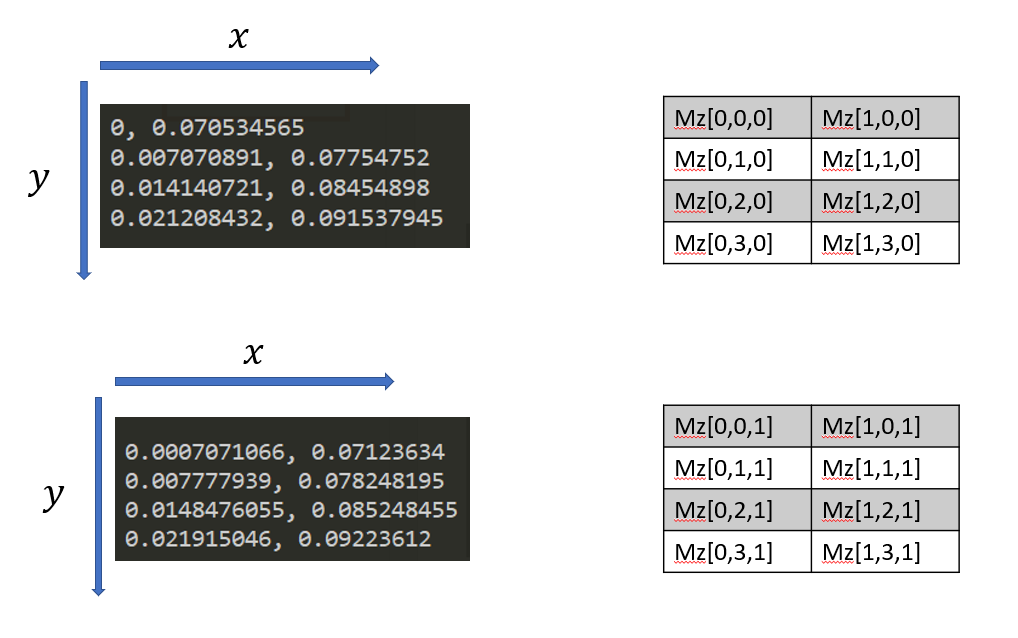 x
y
0, 0.070534565
0.007070891, 0.07754752
0.014140721, 0.08454898
0.021208432, 0.091537945
Mz[0,0,0] Mz[1,0,0]
Mz[0,1,0] Mz[1,1,0]
Mz[0,2,0] Mz[1,2,0]
Mz[0,3,0] Mz[1,3,0]
x
y
0.0007071066, 0.07123634
0.007777939, 0.078248195
0.0148476055, 0.085248455
0.021915046, 0.09223612
Mz[0,0,1] Mz[1,0,1]
Mz[0,1,1] Mz[1,1,1]
Mz[0,2,1] Mz[1,2,1]
Mz[0,3,1] Mz[1,3,1]